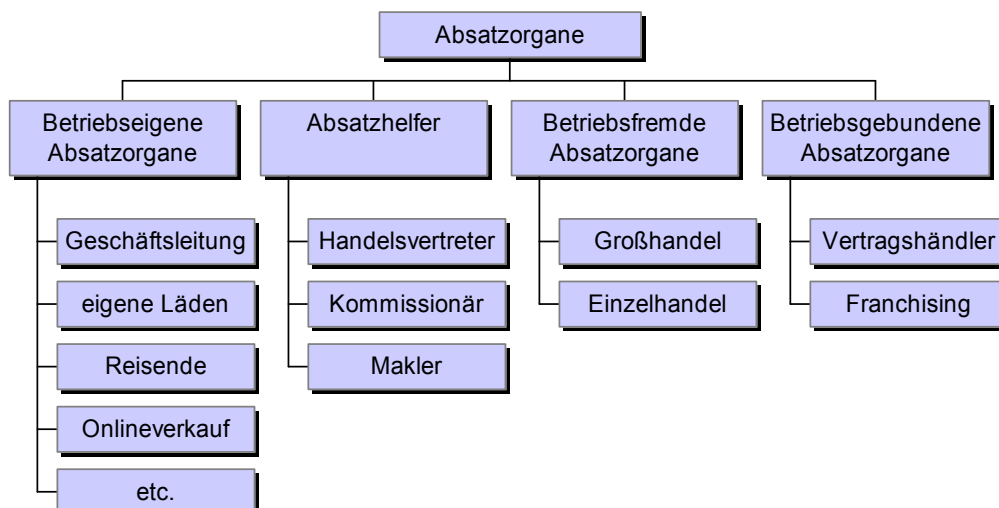 Absatzorgane
Betriebseigene
Absatzorgane
Absatzhelfer
Betriebsfremde
Absatzorgane
Betriebsgebundene
Absatzorgane
Geschäftsleitung
eigene Läden
Reisende
Onlineverkauf
etc.
Handelsvertreter
Kommissionär
Makler
Großhandel
Einzelhandel
Vertragshändler
Franchising